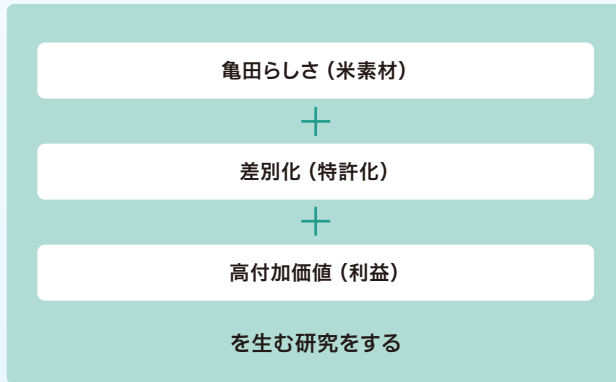 亀田らしさ（米素材）
＋
差別化（特許化）
＋
高付加価値（利益）
を生む研究をする